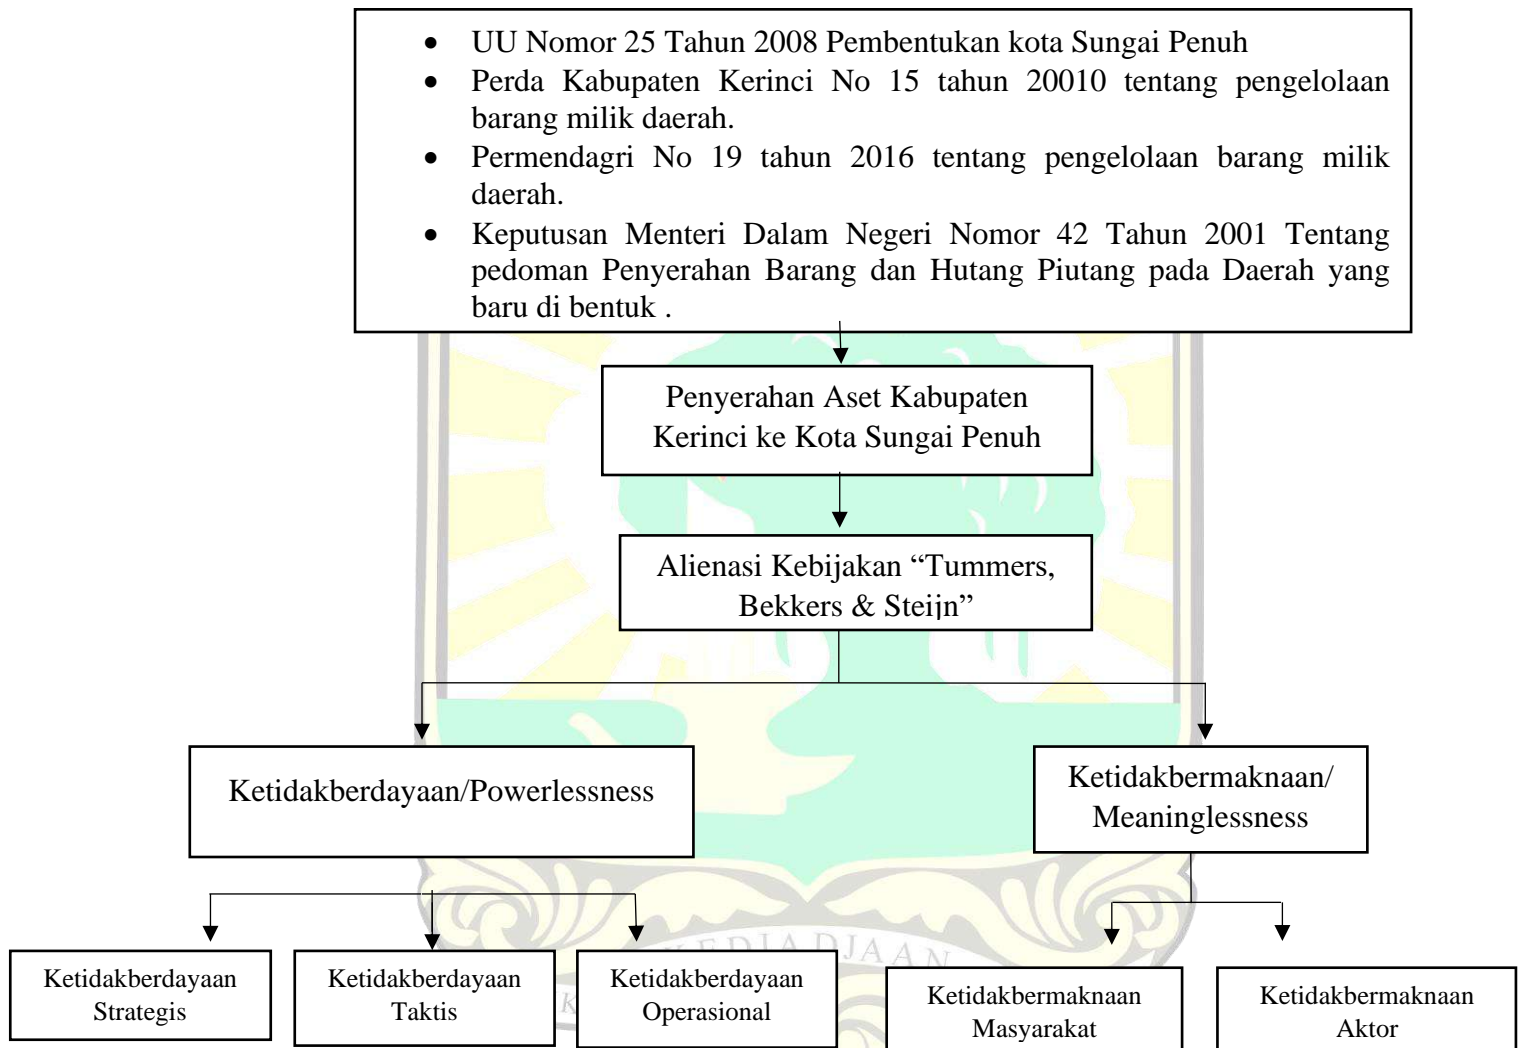 • UU Nomor 25 Tahun 2008 Pembentukan kota Sungai Penuh
• Perda Kabupaten Kerinci No 15 tahun 20010 tentang pengelolaan
barang milik daerah.
• Permendagri No 19 tahun 2016 tentang pengelolaan barang milik
daerah.
• Keputusan Menteri Dalam Negeri Nomor 42 Tahun 2001 Tentang
pedoman Penyerahan Barang dan Hutang Piutang pada Daerah yang
baru di bentuk .
Penyerahan Aset Kabupaten
Kerinci ke Kota Sungai Penuh
Alienasi Kebijakan “Tummers,
Bekkers & Steijn”
Ketidakberdayaan/Powerlessness
Ketidakbermaknaan/
Meaninglessness
Ketidakberdayaan
Strategis
Ketidakberdayaan
Taktis
Ketidakberdayaan
Operasional
Ketidakbermaknaan
Masyarakat
Ketidakbermaknaan
Aktor